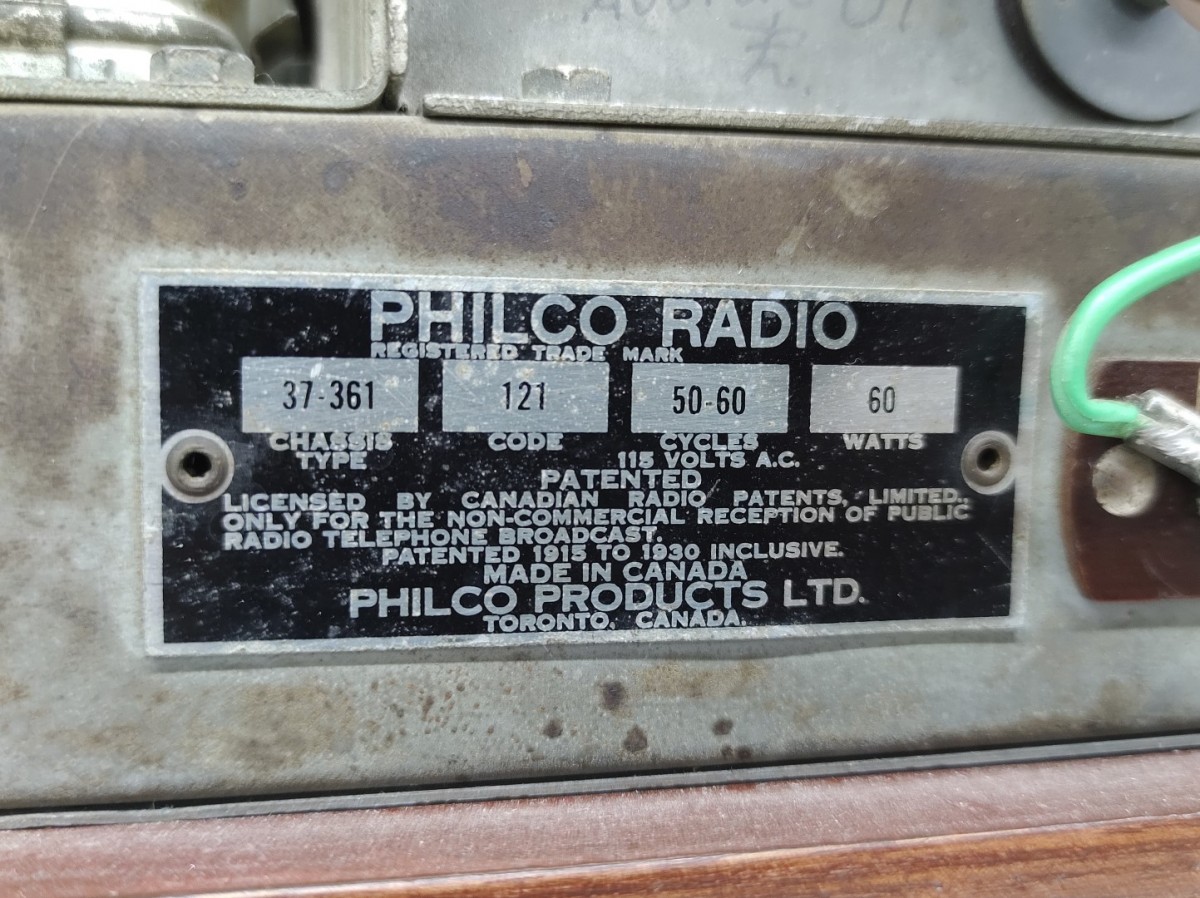 PHILCO RADIO
REGISTERED TRADE MARK
37-361 121 50-60 60
CHASSIS TYPE CODE CYCLES WATTS
115 VOLTS A.C.
PATENTED
LICENSED BY CANADIAN RADIO PATENTS, LIMITED.,
ONLY FOR THE NON-COMMERCIAL RECEPTION OF PUBLIC
RADIO TELEPHONE BROADCAST.
PATENTED 1915 TO 1930 INCLUSIVE.
MADE IN CANADA
PHILCO PRODUCTS LTD.
TORONTO, CANADA.